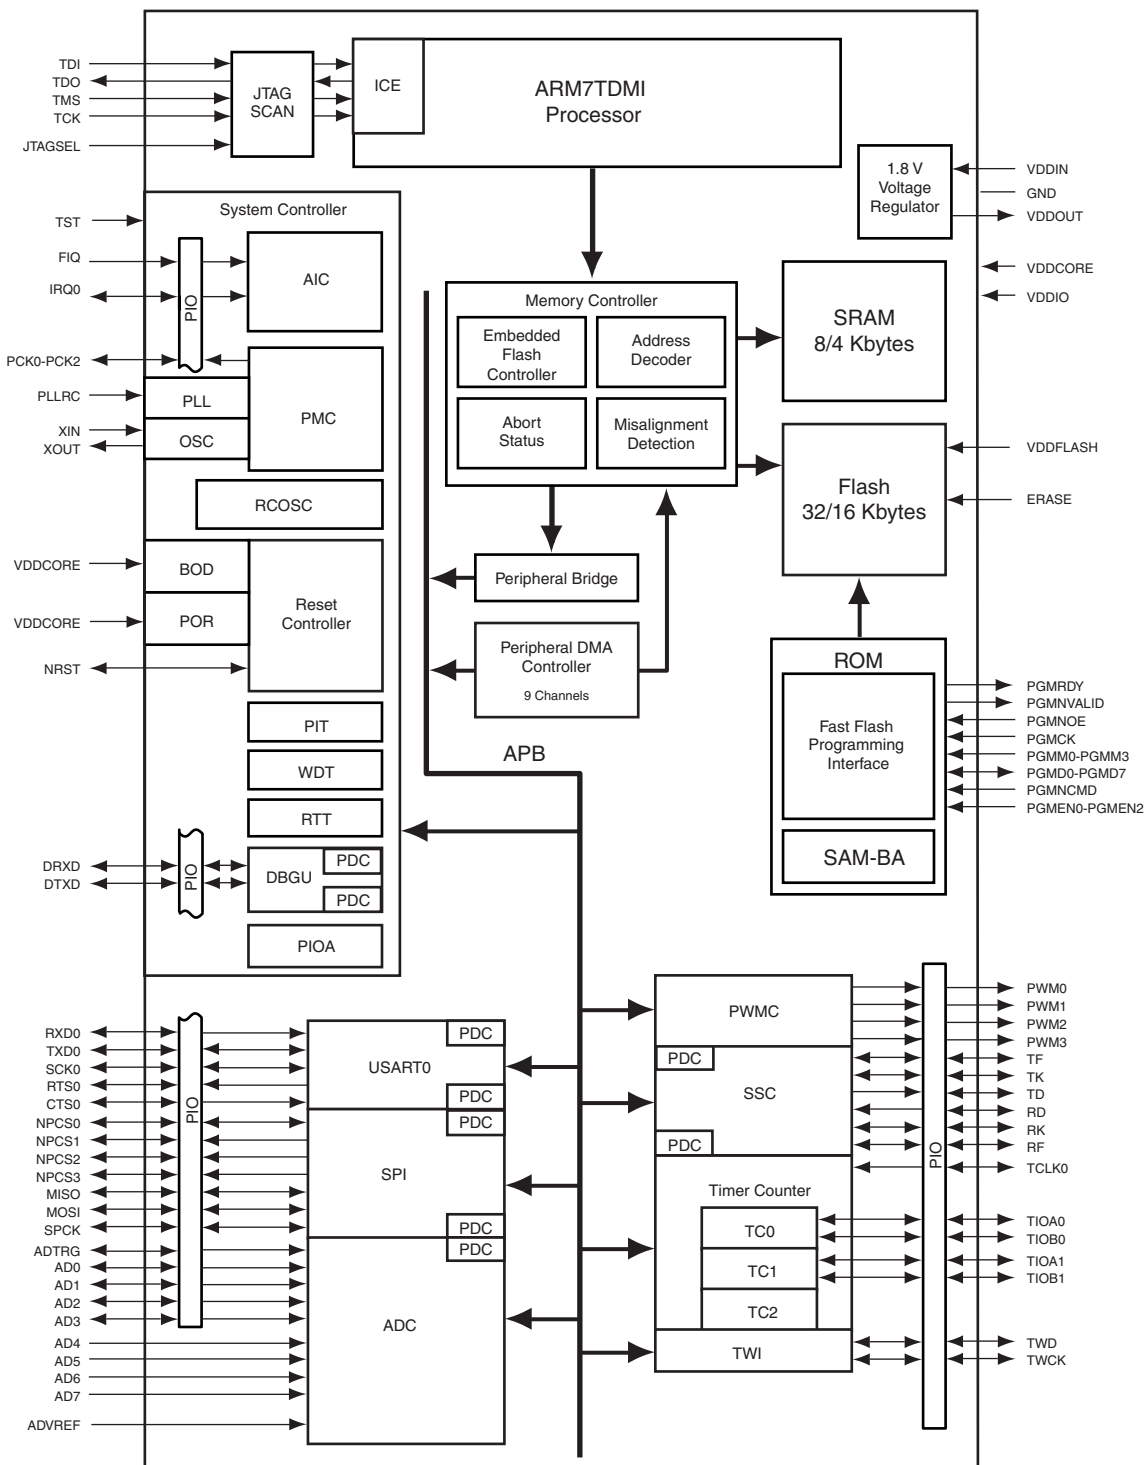 TDI
TDO
TMS
TCK
JTAGSEL
JTAG
SCAN
ICE
ARM7TDMI
Processor
1.8 V
Voltage
Regulator
VDDIN
GND
VDDOUT
VDDCORE
VDDIO
System Controller
TST
FIQ
IRQ0
PIO
AIC
PCK0-PCK2
PLLRC
PLL
PMC
XIN
XOUT
OSC
RCOSC
VDDCORE
BOD
Reset
Controller
VDDCORE
POR
NRST
PIT
WDT
RTT
DRXD
DTXD
PIO
DBGU
PDC
PDC
PIOA
Memory Controller
Embedded
Flash
Controller
Address
Decoder
Abort
Status
Misalignment
Detection
SRAM
8/4 Kbytes
Flash
32/16 Kbytes
VDDFLASH
ERASE
Peripheral Bridge
Peripheral DMA
Controller
9 Channels
APB
ROM
Fast Flash
Programming
Interface
SAM-BA
PGMRDY
PGMNVALID
PGMNOE
PGMCK
PGMM0-PGMM3
PGMD0-PGMD7
PGMNCMD
PGMEN0-PGMEN2
RXD0
TXD0
SCK0
RTS0
CTS0
NPCS0
NPCS1
NPCS2
NPCS3
MISO
MOSI
SPCK
ADTRG
AD0
AD1
AD2
AD3
AD4
AD5
AD6
AD7
ADVREF
PIO
PDC
USART0
PDC
PDC
SPI
PDC
PDC
ADC
PWMC
PDC
SSC
PDC
Timer Counter
TC0
TC1
TC2
TWI
PIO
PWM0
PWM1
PWM2
PWM3
TF
TK
TD
RD
RK
RF
TCLK0
TIOA0
TIOB0
TIOA1
TIOB1
TWD
TWCK